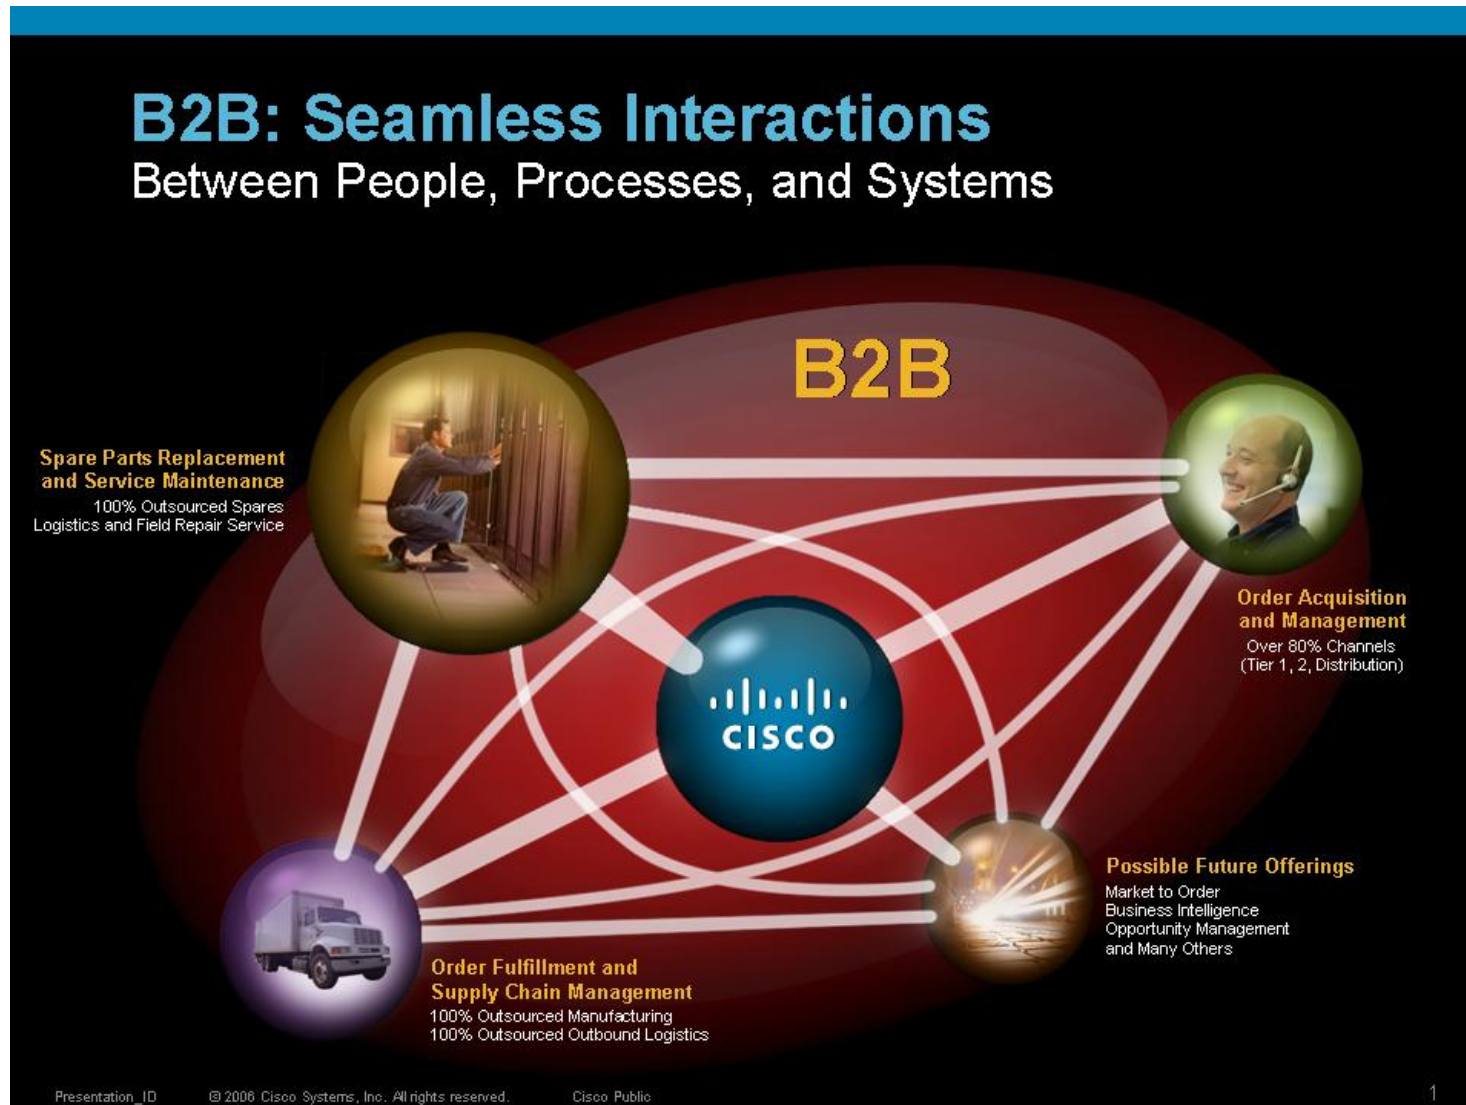 B2B: Seamless Interactions
Between People, Processes, and Systems
B2B
Spare Parts Replacement
and Service Maintenance
100% Outsourced Spares
Logistics and Field Repair Service
Order Acquisition
and Management
Over 80% Channels
(Tier 1, 2, Distribution)
CISCO
Possible Future Offerings
Market to Order
Business Intelligence
Opportunity Management
and Many Others
Order Fulfillment and
Supply Chain Management
100% Outsourced Manufacturing
100% Outsourced Outbound Logistics
Presentation_ID © 2006 Cisco Systems, Inc. All rights reserved. Cisco Public 1